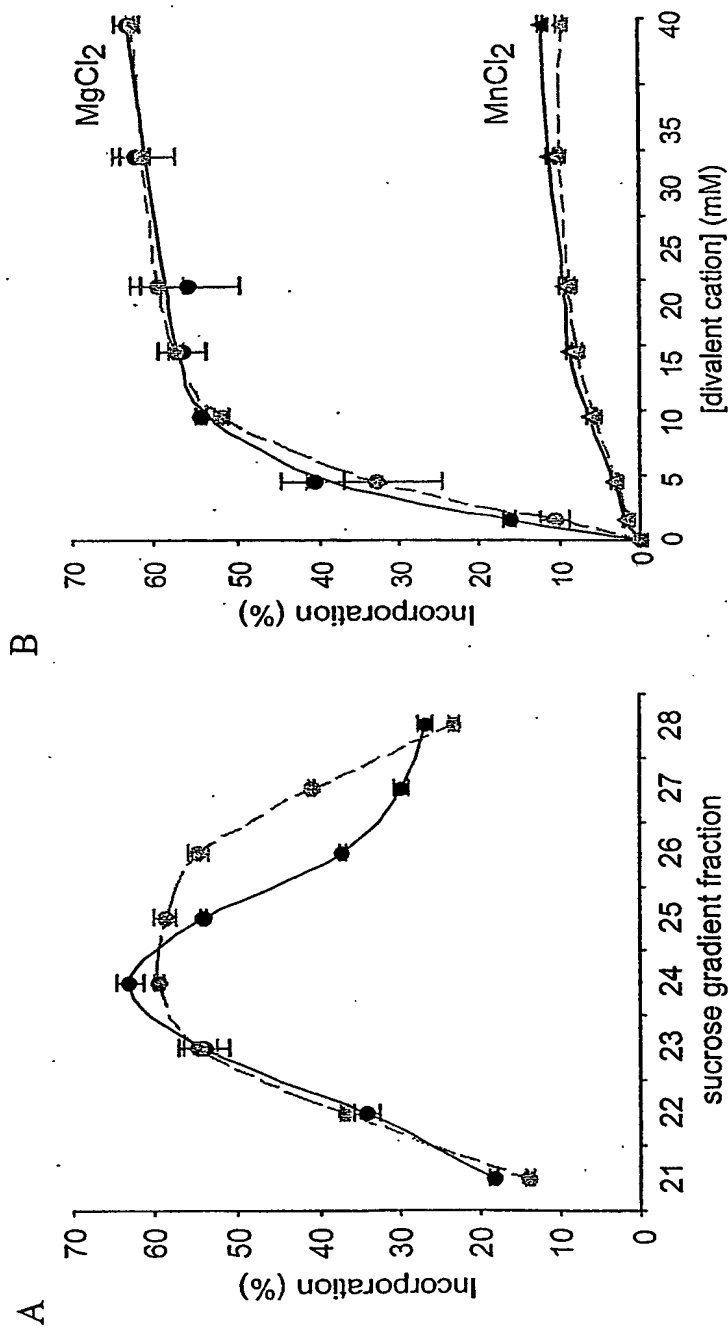 A
Incorporation (%)
70
60
50
40
30
20
10
0
21 22 23 24 25 26 27 28
sucrose gradient fraction
B
Incorporation (%)
70
60
50
40
30
20
10
0
MgCl2
MnCl2
0 5 10 15 20 25 35 40
[divalent cation] (mM)